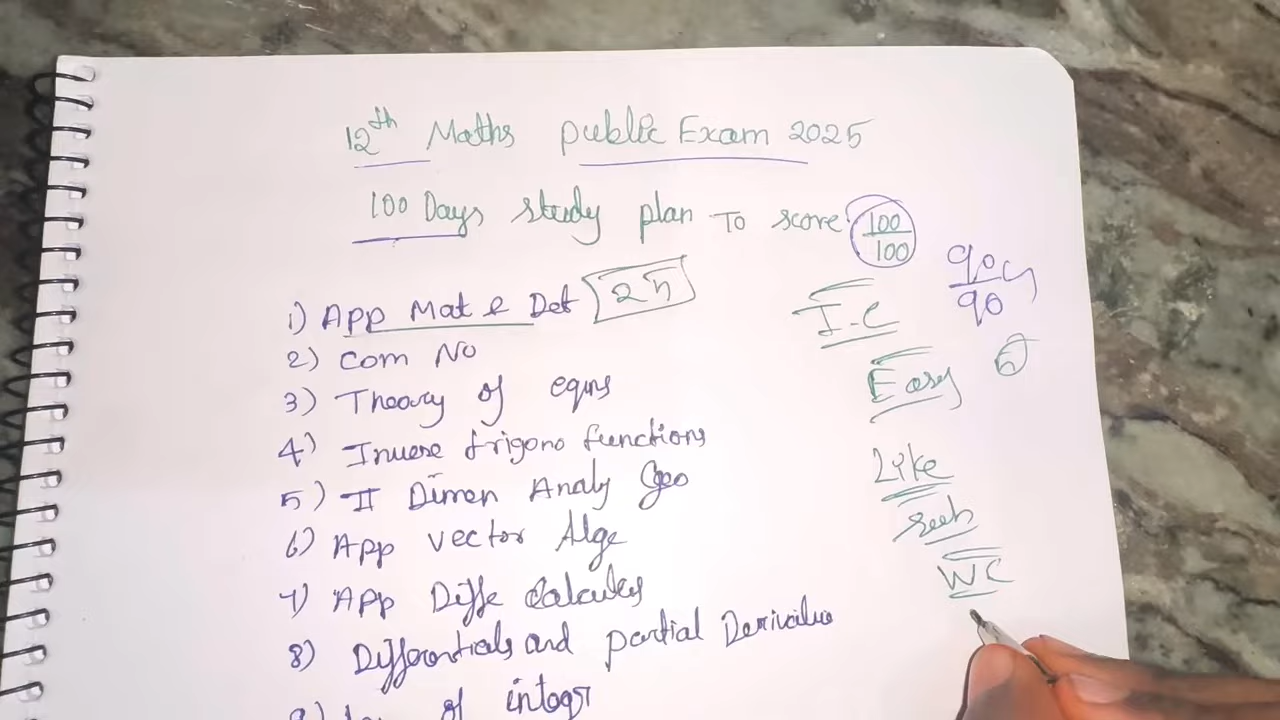 12th Maths public Exam 2025
100 Days study plan To score 100/100
90/90
1) App Mat & Det 25
I-C
2) Com No
Easy
3) Theory of eqns
4) Inverse trigono functions
Like
5) II Dimen Analy Geo
6) App vector Alge
WC
7) App Diffe Calculus
8) Differentials and partial Derivative
9) of integr